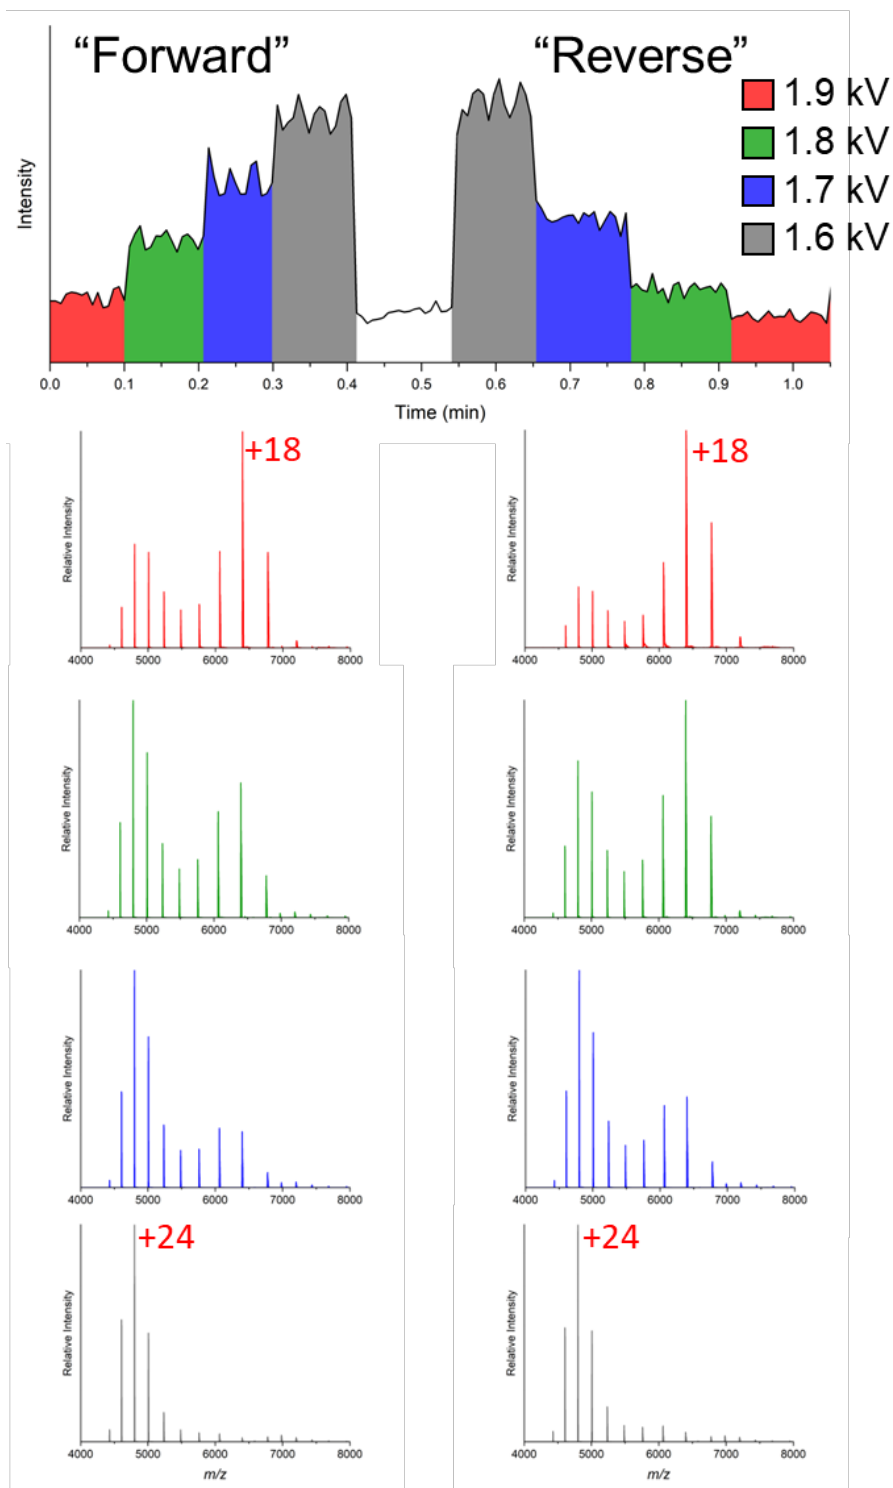 “Forward”
“Reverse”
1.9 kV
1.8 kV
1.7 kV
1.6 kV
Intensity
0.0 0.1 0.2 0.3 0.4 0.5 0.6 0.7 0.8 0.9 1.0
Time (min)
+18
Relative Intensity
4000 5000 6000 7000 8000
+18
Relative Intensity
4000 5000 6000 7000 8000
Relative Intensity
4000 5000 6000 7000 8000
Relative Intensity
4000 5000 6000 7000 8000
Relative Intensity
4000 5000 6000 7000 8000
Relative Intensity
4000 5000 6000 7000 8000
+24
Relative Intensity
4000 5000 6000 7000 8000
m/z
+24
Relative Intensity
4000 5000 6000 7000 8000
m/z